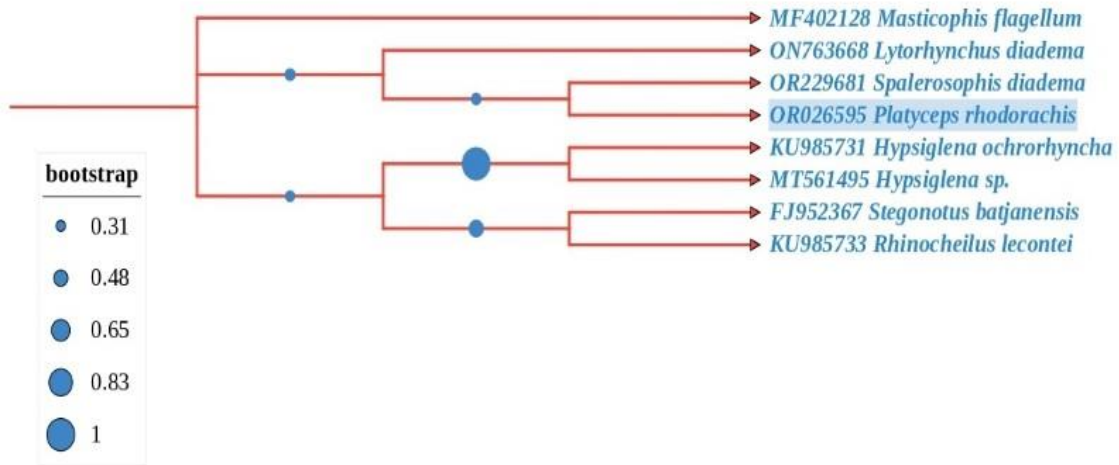 MF402128 Masticophis flagellum
ON763668 Lytorhynchus diadema
OR229681 Spalerosophis diadema
OR026595 Platyceps rhodorachis
KU985731 Hypsiglena ochrorhyncha
MT561495 Hypsiglena sp.
FJ952367 Stegonotus batjanensis
KU985733 Rhinocheilus lecontei
bootstrap
0.31
0.48
0.65
0.83
1